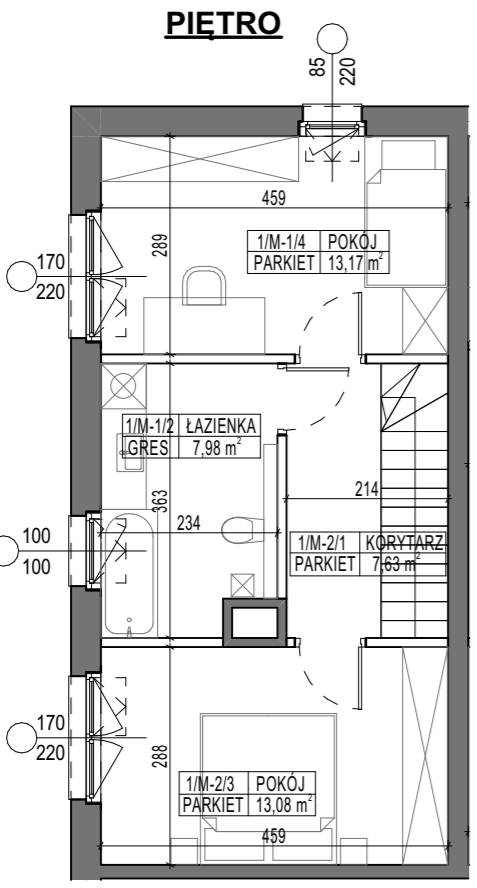 PIĘTRO
85
220
459
289
1/M-1/4 POKÓJ
PARKIET 13,17 m²
170
220
1/M-1/2 ŁAZIENKA
GRES 7,98 m²
363
234
214
100
100
1/M-2/1 KORYTARZ
PARKIET 7,63 m²
170
220
288
1/M-2/3 POKÓJ
PARKIET 13,08 m²
459